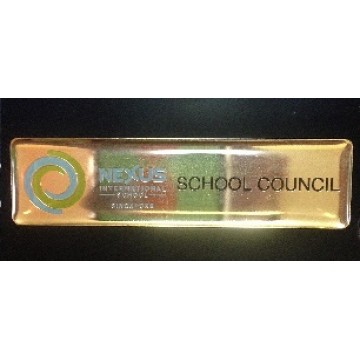 NEXUS
INTERNATIONAL
SCHOOL
SINGAPORE
SCHOOL COUNCIL